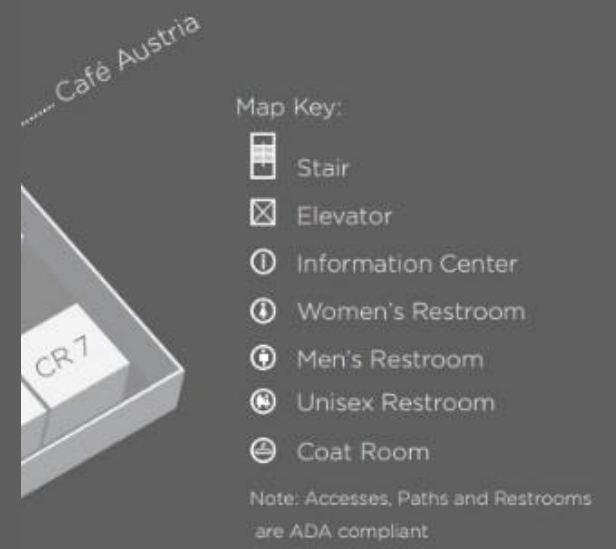 Café Austria
Map Key:
Stair
Elevator
Information Center
Women's Restroom
Men's Restroom
Unisex Restroom
Coat Room
CR 7
Note: Accesses, Paths and Restrooms
are ADA compliant